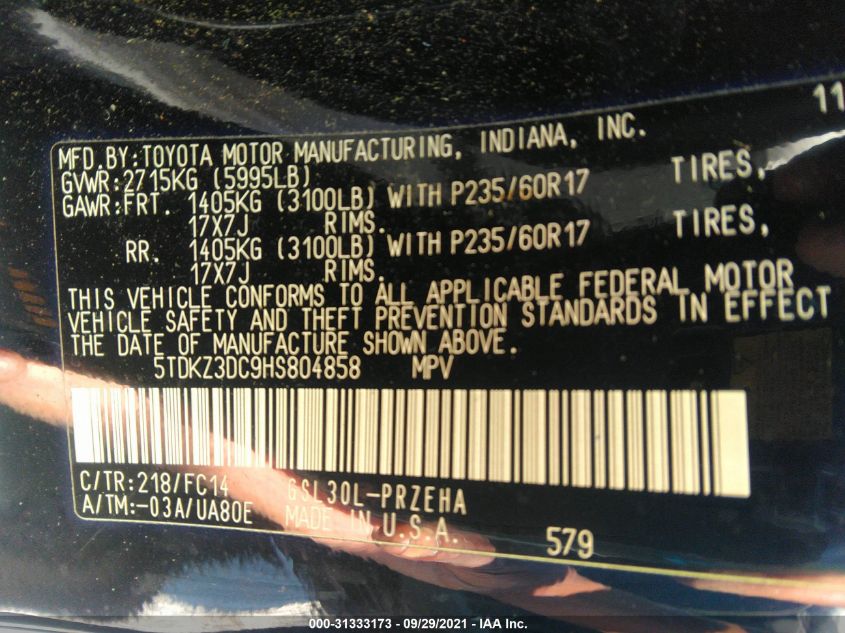 11
MFD.BY:TOYOTA MOTOR MANUFACTURING, INDIANA, INC.
GVWR:2715KG (5995LB)
GAWR:FRT. 1405KG (3100LB) WITH P235/60R17 TIRES,
17X7J RIMS.
RR. 1405KG (3100LB) WITH P235/60R17 TIRES,
17X7J RIMS.
THIS VEHICLE CONFORMS TO ALL APPLICABLE FEDERAL MOTOR
VEHICLE SAFETY AND THEFT PREVENTION STANDARDS IN EFFECT
THE DATE OF MANUFACTURE SHOWN ABOVE.
5TDKZ3DC9HS804858 MPV
C/TR:218/FC14 GSL30L-PRZEHA
A/TM:-03A/UA80E MADE IN U.S.A.
579
000-31333173 - 09/29/2021 - IAA Inc.